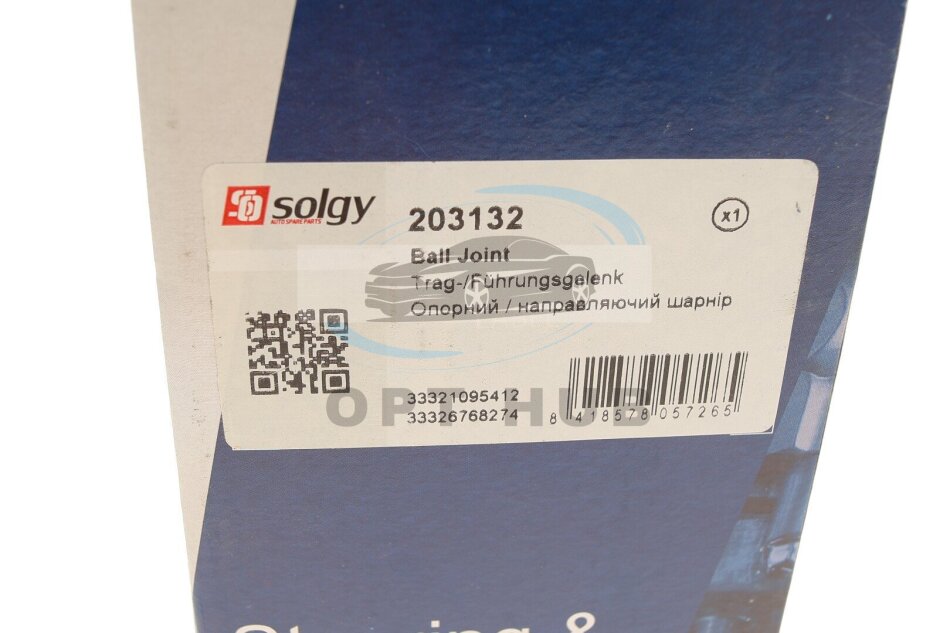 solgy
AUTO SPARE PARTS
203132
x1
Ball Joint
Trag-/Führungsgelenk
Опорний / направляючий шарнір
33321095412
33326768274
8 418578 057265
OPT HUB
&